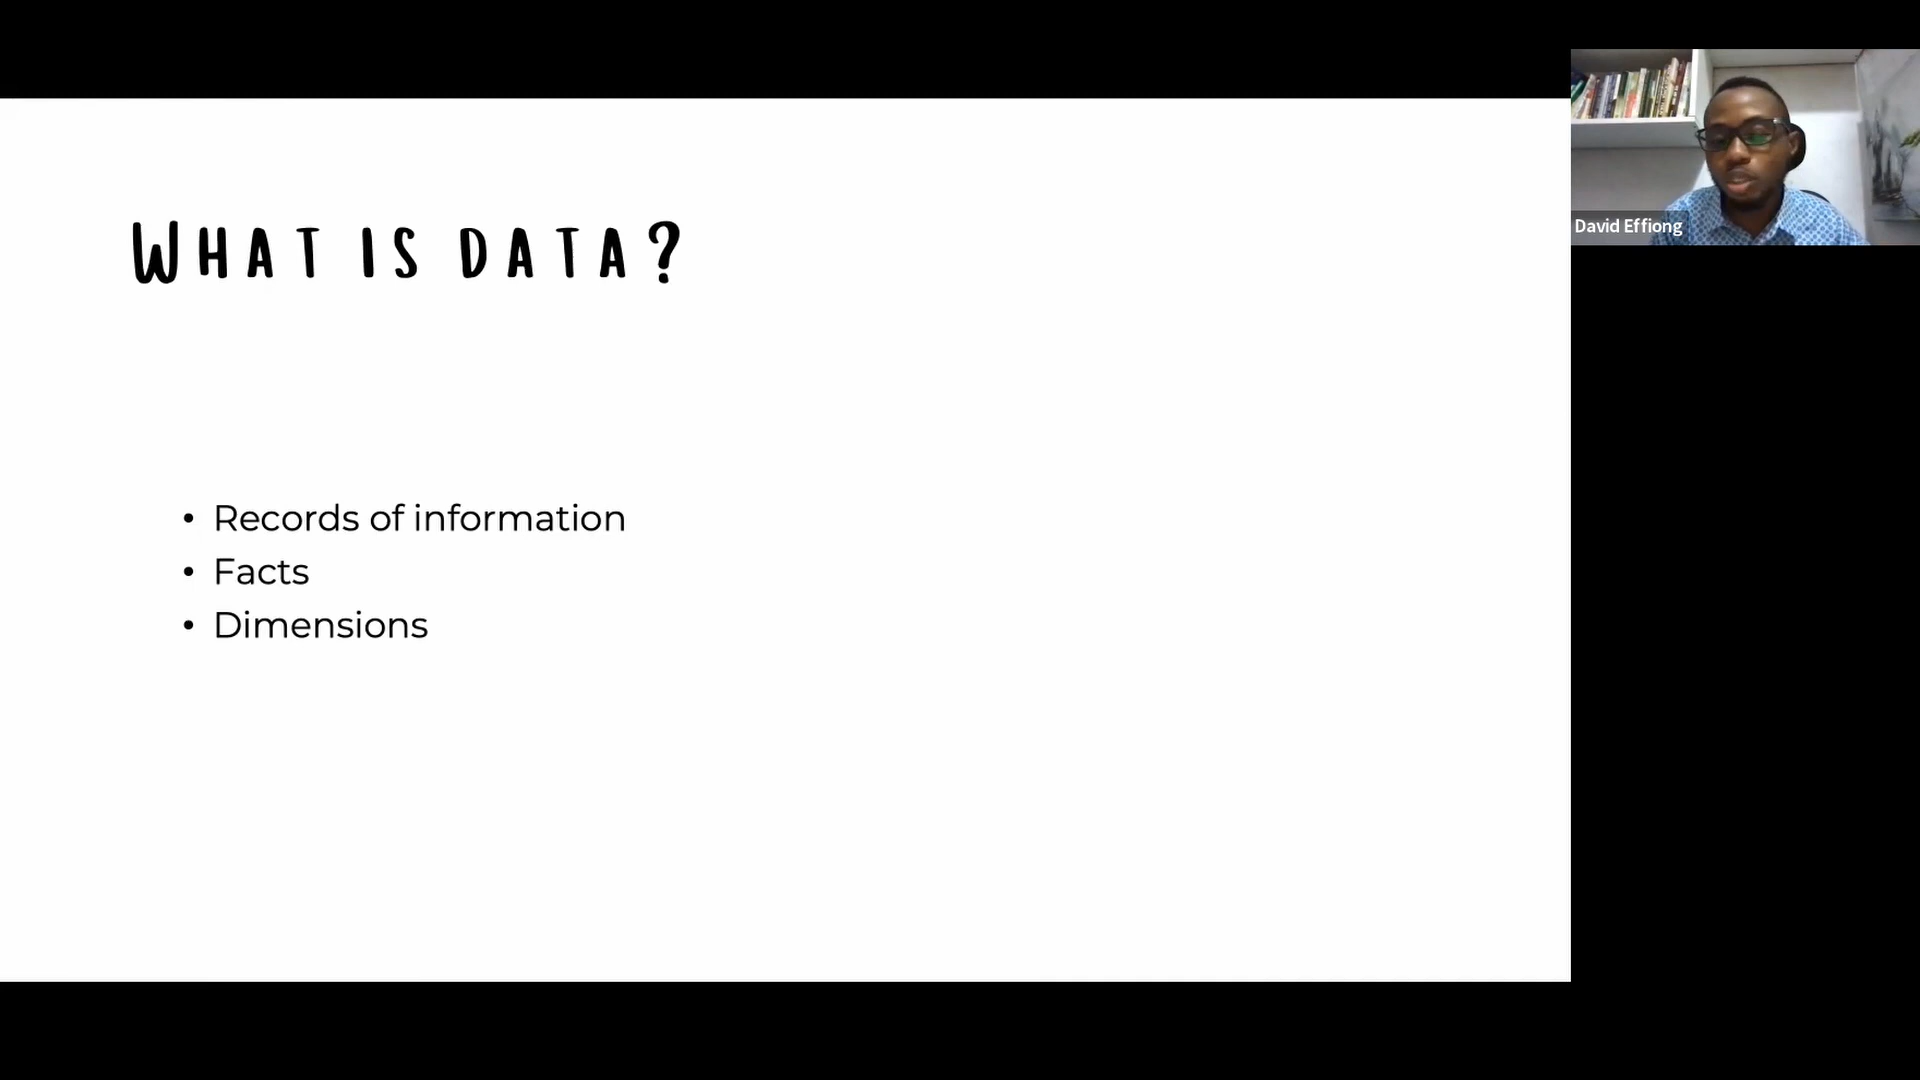 WHAT IS DATA?
• Records of information
• Facts
• Dimensions
David Effiong